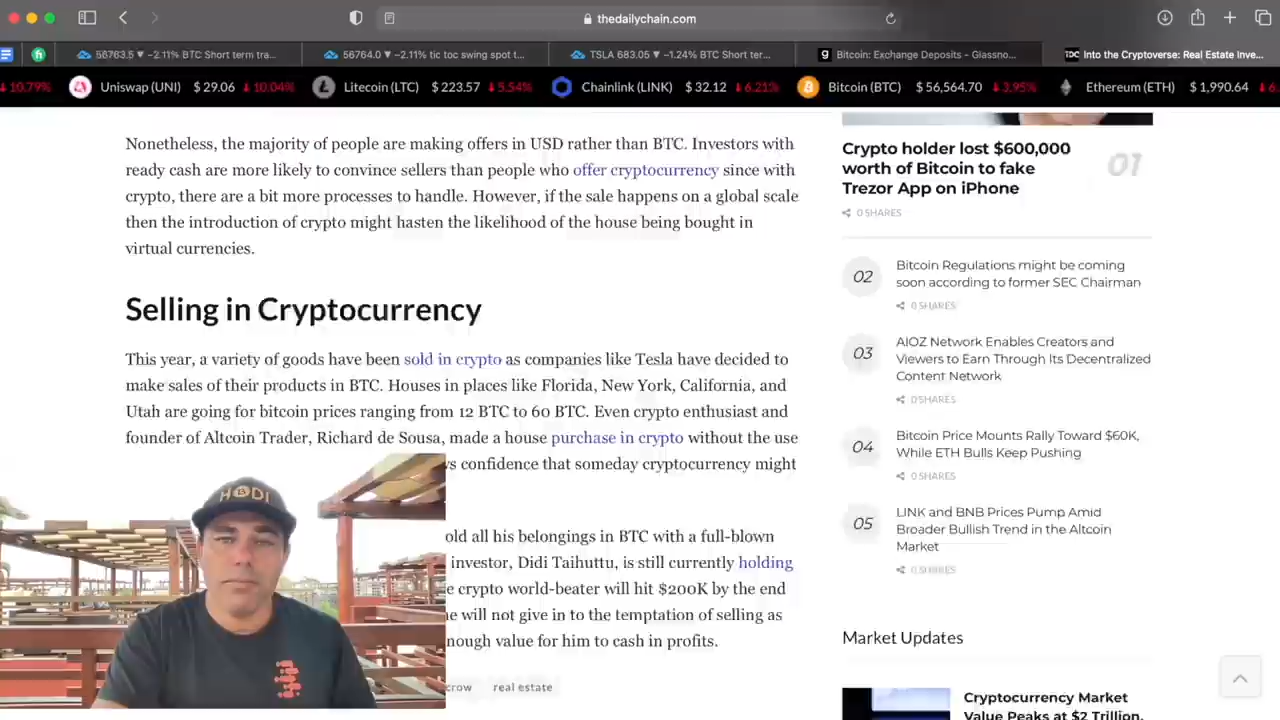 thedailychain.com
56763.5 ▼ −2.11% BTC Short term tra...
56764.0 ▼ −2.11% tic toc swing spot t...
TSLA 683.05 ▼ −1.24% BTC Short ter...
Bitcoin: Exchange Deposits – Glassno...
Into the Cryptoverse: Real Estate Inve...
10.79% Uniswap (UNI) $ 29.06 ↓ 10.04% Litecoin (LTC) $ 223.57 ↓ 5.54% Chainlink (LINK) $ 32.12 ↓ 6.21% Bitcoin (BTC) $ 56,564.70 ↓ 3.95% Ethereum (ETH) $ 1,990.64 ↓ 6.
Nonetheless, the majority of people are making offers in USD rather than BTC. Investors with
ready cash are more likely to convince sellers than people who offer cryptocurrency since with
crypto, there are a bit more processes to handle. However, if the sale happens on a global scale
then the introduction of crypto might hasten the likelihood of the house being bought in
virtual currencies.
Selling in Cryptocurrency
This year, a variety of goods have been sold in crypto as companies like Tesla have decided to
make sales of their products in BTC. Houses in places like Florida, New York, California, and
Utah are going for bitcoin prices ranging from 12 BTC to 60 BTC. Even crypto enthusiast and
founder of Altcoin Trader, Richard de Sousa, made a house purchase in crypto without the use
vs confidence that someday cryptocurrency might
old all his belongings in BTC with a full-blown
investor, Didi Taihuttu, is still currently holding
e crypto world-beater will hit $200K by the end
he will not give in to the temptation of selling as
nough value for him to cash in profits.
crow real estate
HODL
Crypto holder lost $600,000
worth of Bitcoin to fake
Trezor App on iPhone
01
0 SHARES
02
Bitcoin Regulations might be coming
soon according to former SEC Chairman
0 SHARES
03
AIOZ Network Enables Creators and
Viewers to Earn Through Its Decentralized
Content Network
0 SHARES
04
Bitcoin Price Mounts Rally Toward $60K,
While ETH Bulls Keep Pushing
0 SHARES
05
LINK and BNB Prices Pump Amid
Broader Bullish Trend in the Altcoin
Market
0 SHARES
Market Updates
Cryptocurrency Market
Value Peaks at $2 Trillion,